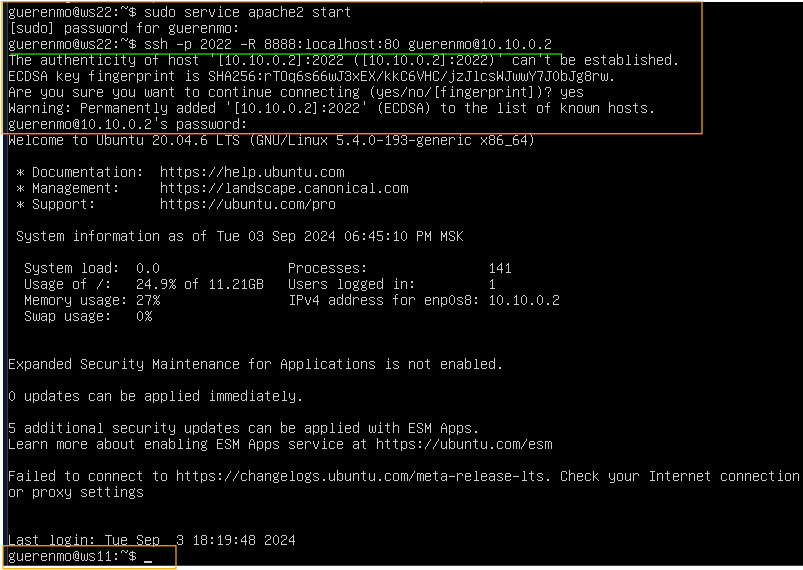 guerenmo@ws22:~$ sudo service apache2 start
[sudo] password for guerenmo:
guerenmo@ws22:~$ ssh -p 2022 -R 8888:localhost:80 guerenmo@10.10.0.2
The authenticity of host '[10.10.0.2]:2022 ([10.10.0.2]:2022)' can't be established.
ECDSA key fingerprint is SHA256:rTOq6s66wJ3xEX/kkC6VHC/jzJlcsWJwwY7J0bJg8rw.
Are you sure you want to continue connecting (yes/no/[fingerprint])? yes
Warning: Permanently added '[10.10.0.2]:2022' (ECDSA) to the list of known hosts.
guerenmo@10.10.0.2's password:
Welcome to Ubuntu 20.04.6 LTS (GNU/Linux 5.4.0-193-generic x86_64)
* Documentation:  https://help.ubuntu.com
* Management:     https://landscape.canonical.com
* Support:        https://ubuntu.com/pro
System information as of Tue 03 Sep 2024 06:45:10 PM MSK
System load:  0.0                Processes:               141
Usage of /:   24.9% of 11.21GB   Users logged in:         1
Memory usage: 27%                IPv4 address for enp0s8: 10.10.0.2
Swap usage:   0%
Expanded Security Maintenance for Applications is not enabled.
0 updates can be applied immediately.
5 additional security updates can be applied with ESM Apps.
Learn more about enabling ESM Apps service at https://ubuntu.com/esm
Failed to connect to https://changelogs.ubuntu.com/meta-release-lts. Check your Internet connection
or proxy settings
Last login: Tue Sep  3 18:19:48 2024
guerenmo@ws11:~$ _